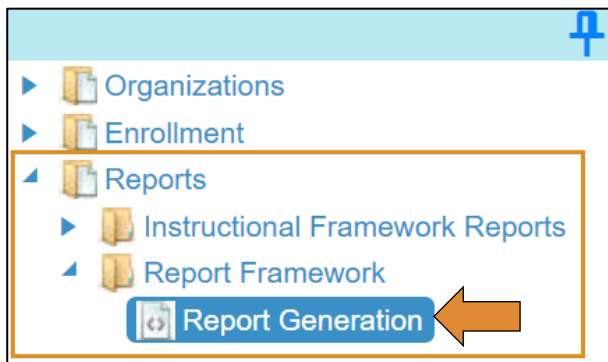 Organizations
Enrollment
Reports
Instructional Framework Reports
Report Framework
Report Generation